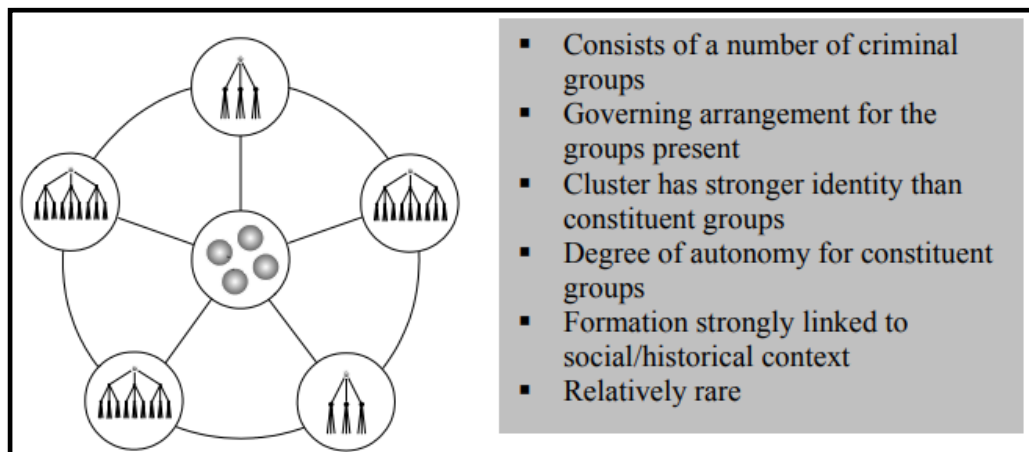 ▪ Consists of a number of criminal
groups
▪ Governing arrangement for the
groups present
▪ Cluster has stronger identity than
constituent groups
▪ Degree of autonomy for constituent
groups
▪ Formation strongly linked to
social/historical context
▪ Relatively rare